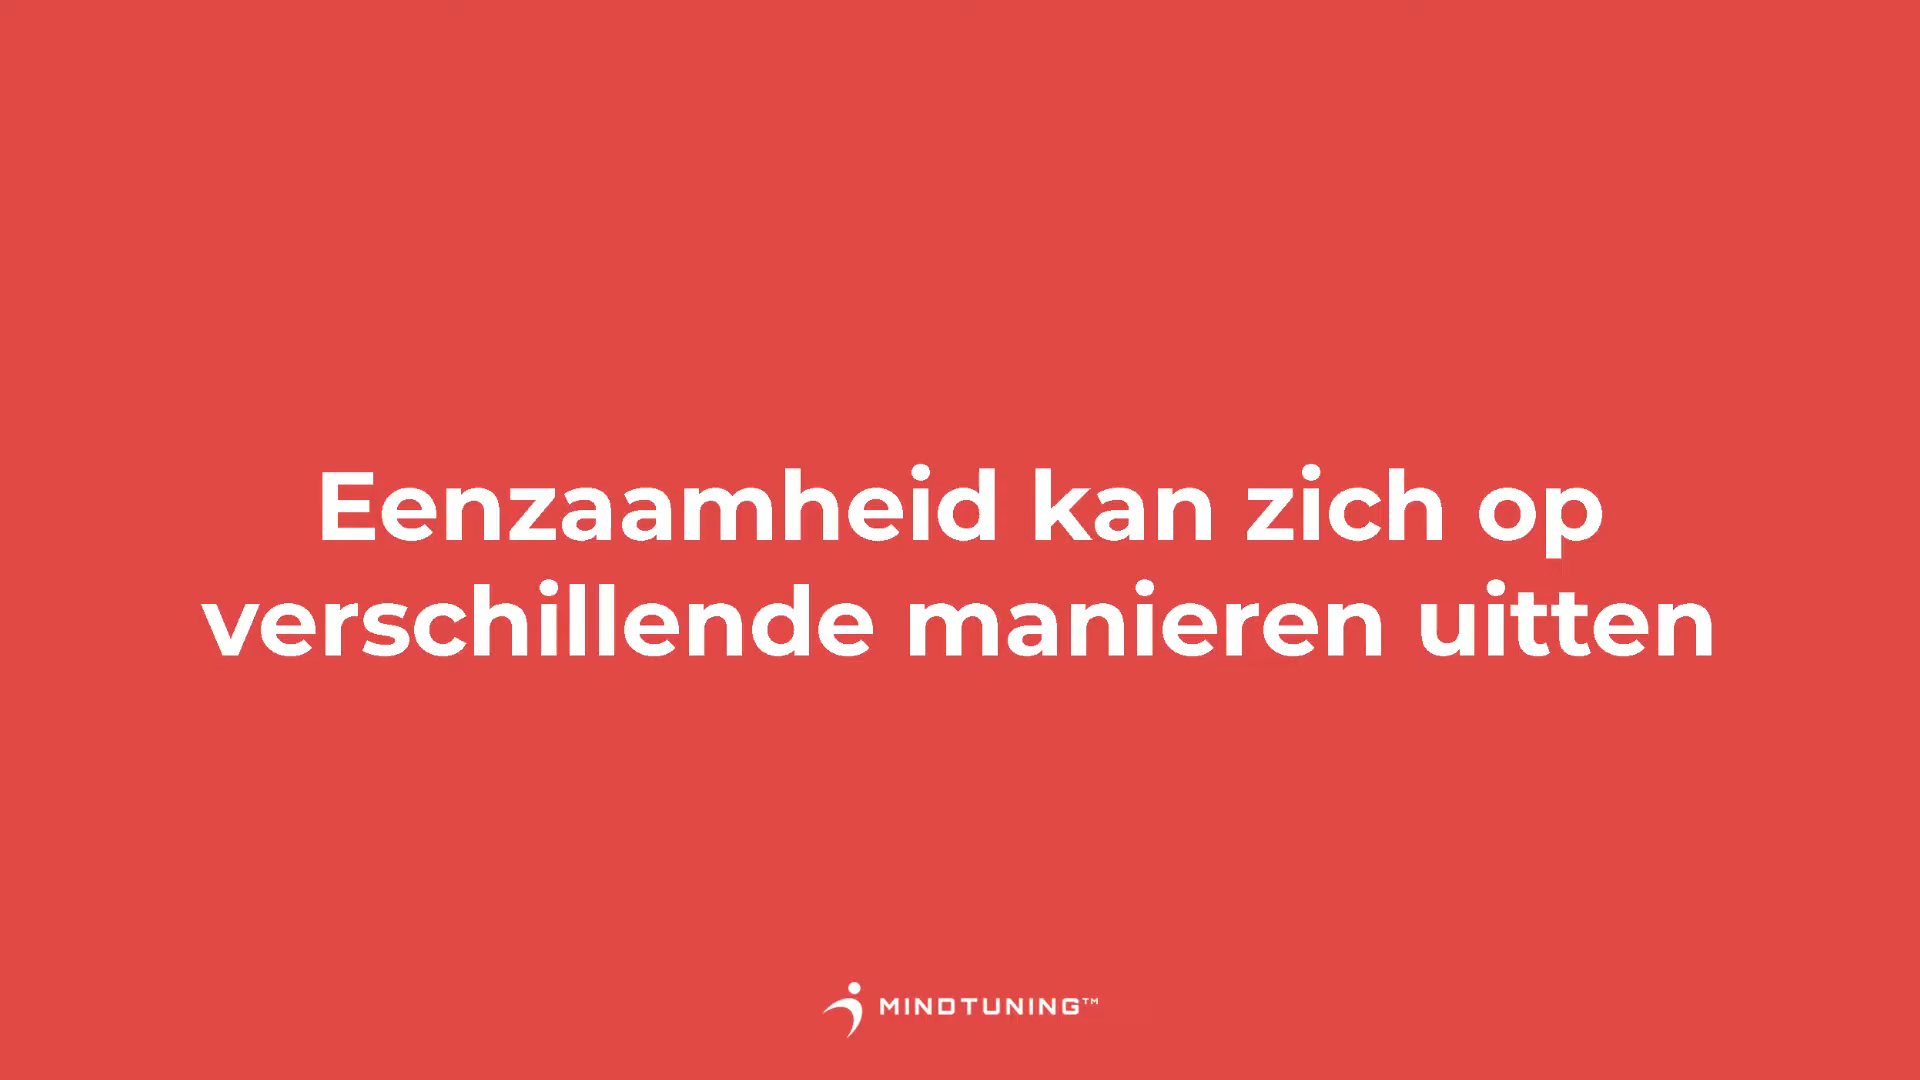 Eenzaamheid kan zich op
verschillende manieren uitten
MINDTUNING™